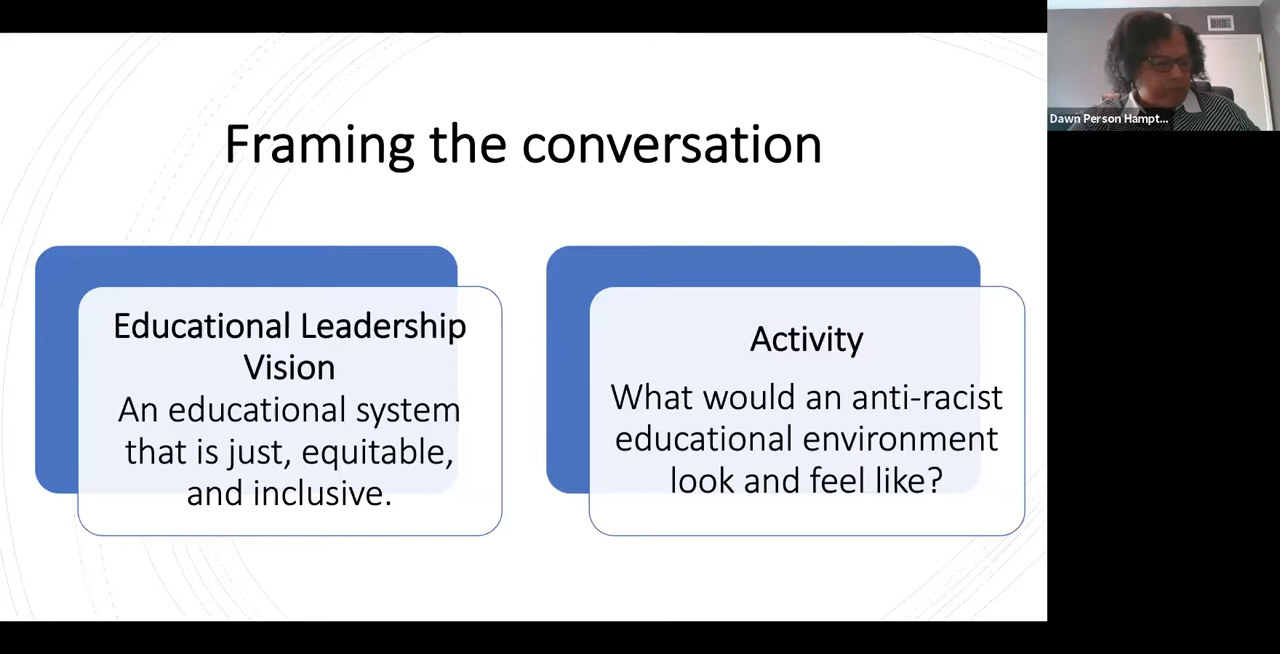 Framing the conversation
Educational Leadership
Vision
An educational system
that is just, equitable,
and inclusive.
Activity
What would an anti-racist
educational environment
look and feel like?
Dawn Person Hampt...